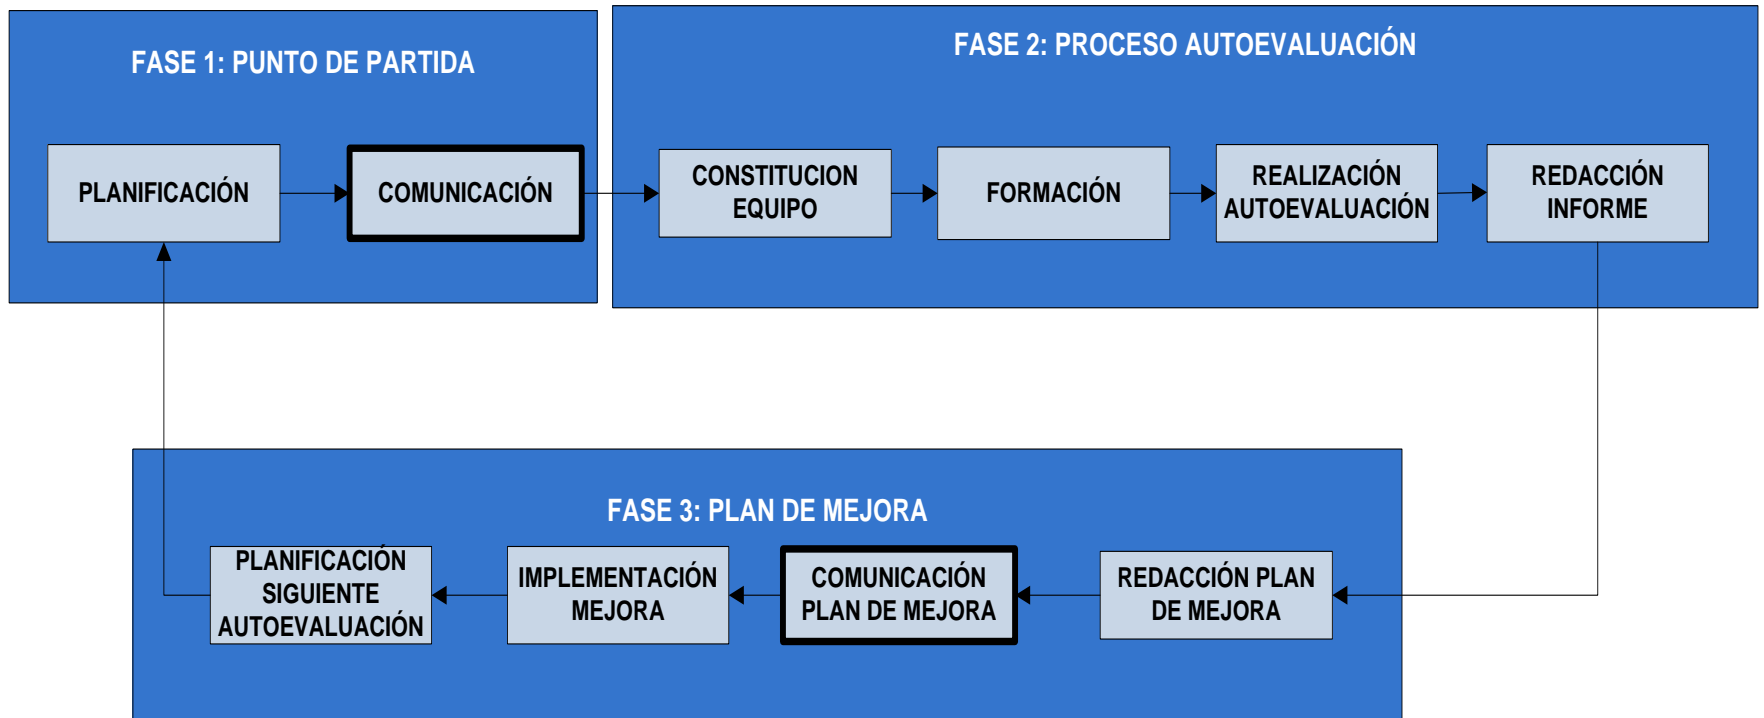 FASE 1: PUNTO DE PARTIDA
PLANIFICACIÓN
COMUNICACIÓN
FASE 2: PROCESO AUTOEVALUACIÓN
CONSTITUCION
EQUIPO
FORMACIÓN
REALIZACIÓN
AUTOEVALUACIÓN
REDACCIÓN
INFORME
FASE 3: PLAN DE MEJORA
PLANIFICACIÓN
SIGUIENTE
AUTOEVALUACIÓN
IMPLEMENTACIÓN
MEJORA
COMUNICACIÓN
PLAN DE MEJORA
REDACCIÓN PLAN
DE MEJORA